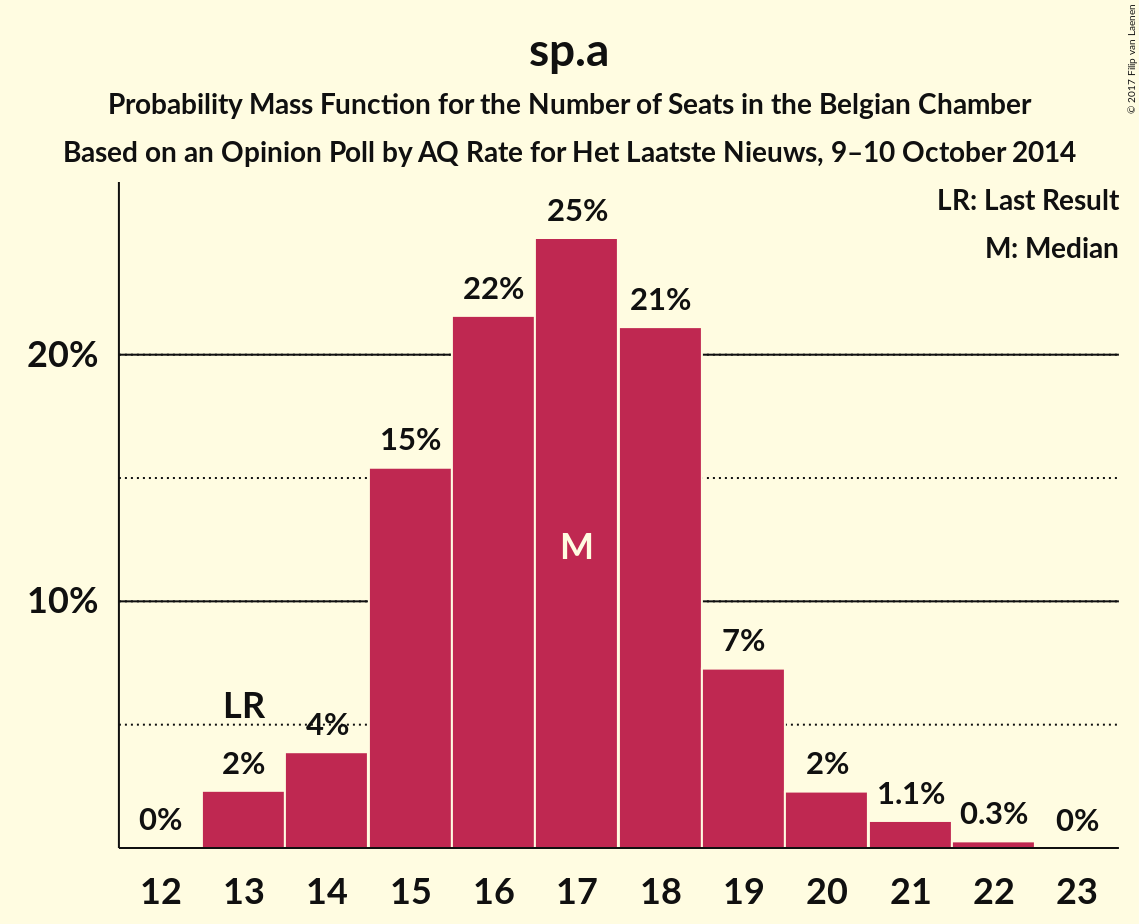 sp.a
Probability Mass Function for the Number of Seats in the Belgian Chamber
Based on an Opinion Poll by AQ Rate for Het Laatste Nieuws, 9–10 October 2014
© 2017 Filip van Laenen
LR: Last Result
M: Median
20%
10%
0%
2%
LR
4%
15%
22%
25%
M
21%
7%
2%
1.1%
0.3%
0%
12 13 14 15 16 17 18 19 20 21 22 23